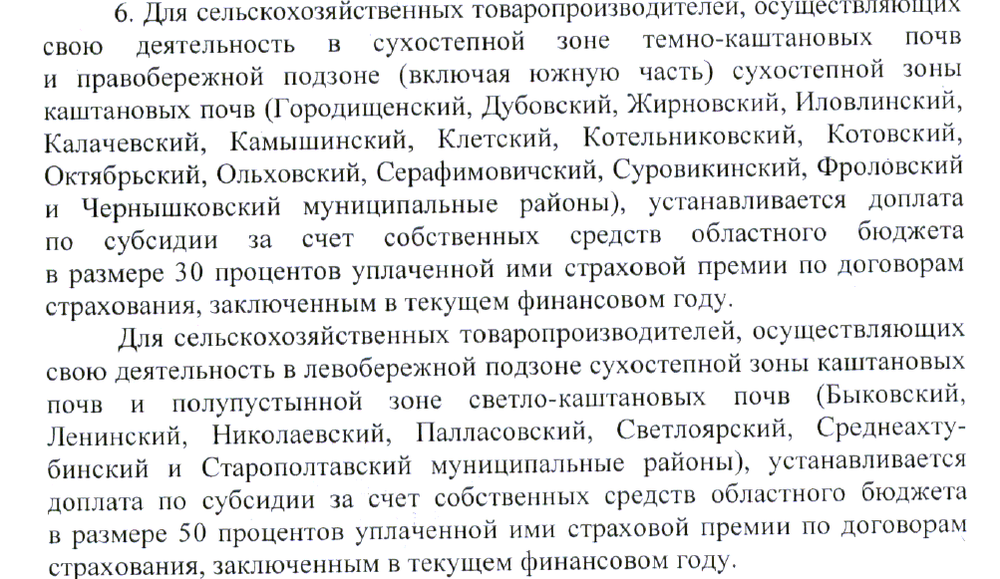 6. Для сельскохозяйственных товаропроизводителей, осуществляющих
свою деятельность в сухостепной зоне темно-каштановых почв
и правобережной подзоне (включая южную часть) сухостепной зоны
каштановых почв (Городищенский, Дубовский, Жирновский, Иловлинский,
Калачевский, Камышинский, Клетский, Котельниковский, Котовский,
Октябрьский, Ольховский, Серафимовичский, Суровикинский, Фроловский
и Чернышковский муниципальные районы), устанавливается доплата
по субсидии за счет собственных средств областного бюджета
в размере 30 процентов уплаченной ими страховой премии по договорам
страхования, заключенным в текущем финансовом году.
Для сельскохозяйственных товаропроизводителей, осуществляющих
свою деятельность в левобережной подзоне сухостепной зоны каштановых
почв и полупустынной зоне светло-каштановых почв (Быковский,
Ленинский, Николаевский, Палласовский, Светлоярский, Среднеахту-
бинский и Старополтавский муниципальные районы), устанавливается
доплата по субсидии за счет собственных средств областного бюджета
в размере 50 процентов уплаченной ими страховой премии по договорам
страхования, заключенным в текущем финансовом году.